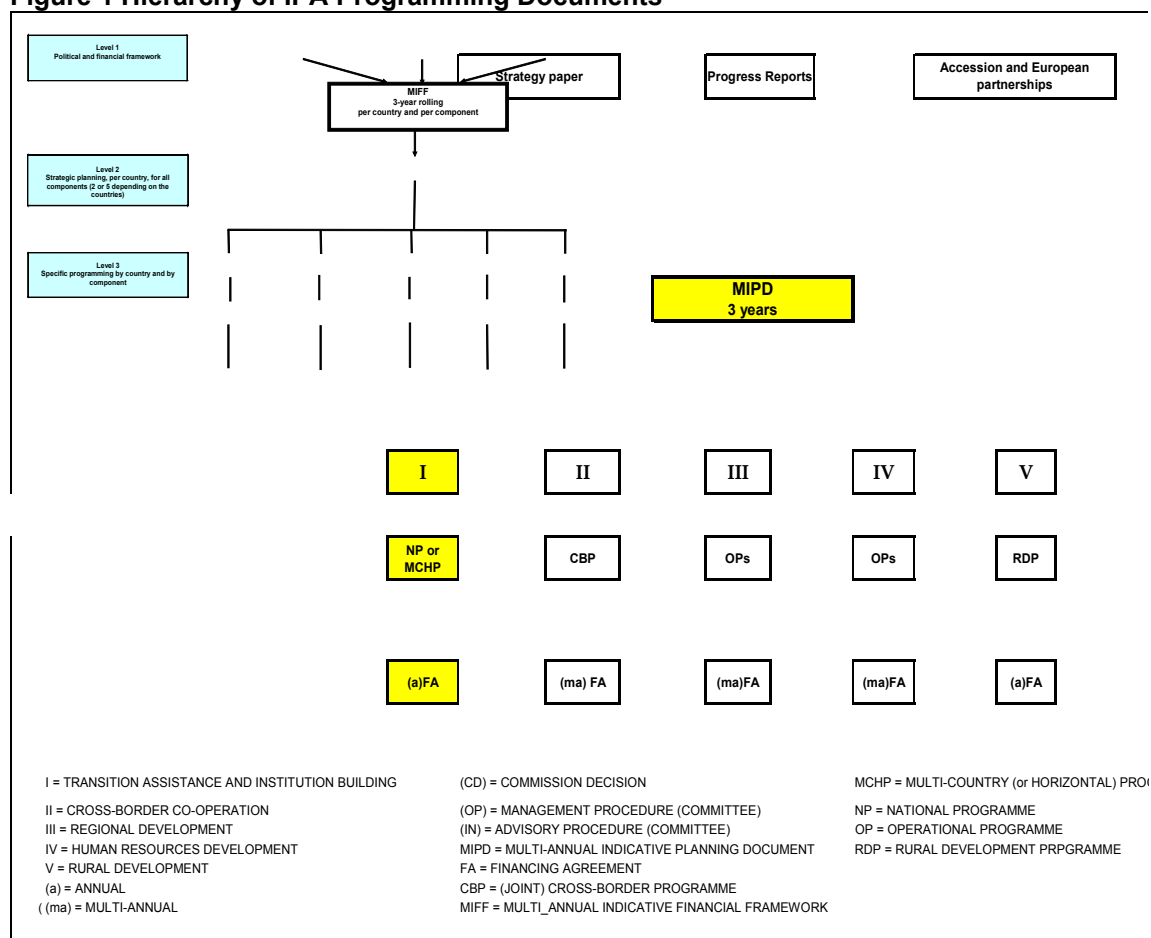 Figure 1 Hierarchy of IPA Programming Documents
Level 1
Political and financial framework
Strategy paper
Progress Reports
Accession and European
partnerships
MIFF
3-year rolling
per country and per component
Level 2
Strategic planning, per country, for all
components (2 or 5 depending on the
countries)
Level 3
Specific programming by country and by
component
MIPD
3 years
I
II
III
IV
V
NP or
MCHP
CBP
OPs
OPs
RDP
(a)FA
(ma) FA
(ma)FA
(ma)FA
(a)FA
I = TRANSITION ASSISTANCE AND INSTITUTION BUILDING
II = CROSS-BORDER CO-OPERATION
III = REGIONAL DEVELOPMENT
IV = HUMAN RESOURCES DEVELOPMENT
V = RURAL DEVELOPMENT
(a) = ANNUAL
( (ma) = MULTI-ANNUAL
(CD) = COMMISSION DECISION
(OP) = MANAGEMENT PROCEDURE (COMMITTEE)
(IN) = ADVISORY PROCEDURE (COMMITTEE)
MIPD = MULTI-ANNUAL INDICATIVE PLANNING DOCUMENT
FA = FINANCING AGREEMENT
CBP = (JOINT) CROSS-BORDER PROGRAMME
MIFF = MULTI_ANNUAL INDICATIVE FINANCIAL FRAMEWORK
MCHP = MULTI-COUNTRY (or HORIZONTAL)
NP = NATIONAL PROGRAMME
OP = OPERATIONAL PROGRAMME
RDP = RURAL DEVELOPMENT PRPGRAMME